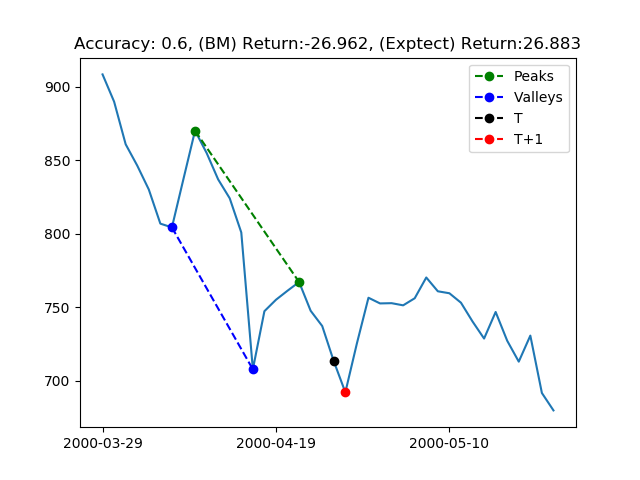 Accuracy: 0.6, (BM) Return:-26.962, (Exptect) Return:26.883
900
850
800
750
700
Peaks
Valleys
T
T+1
2000-03-29
2000-04-19
2000-05-10